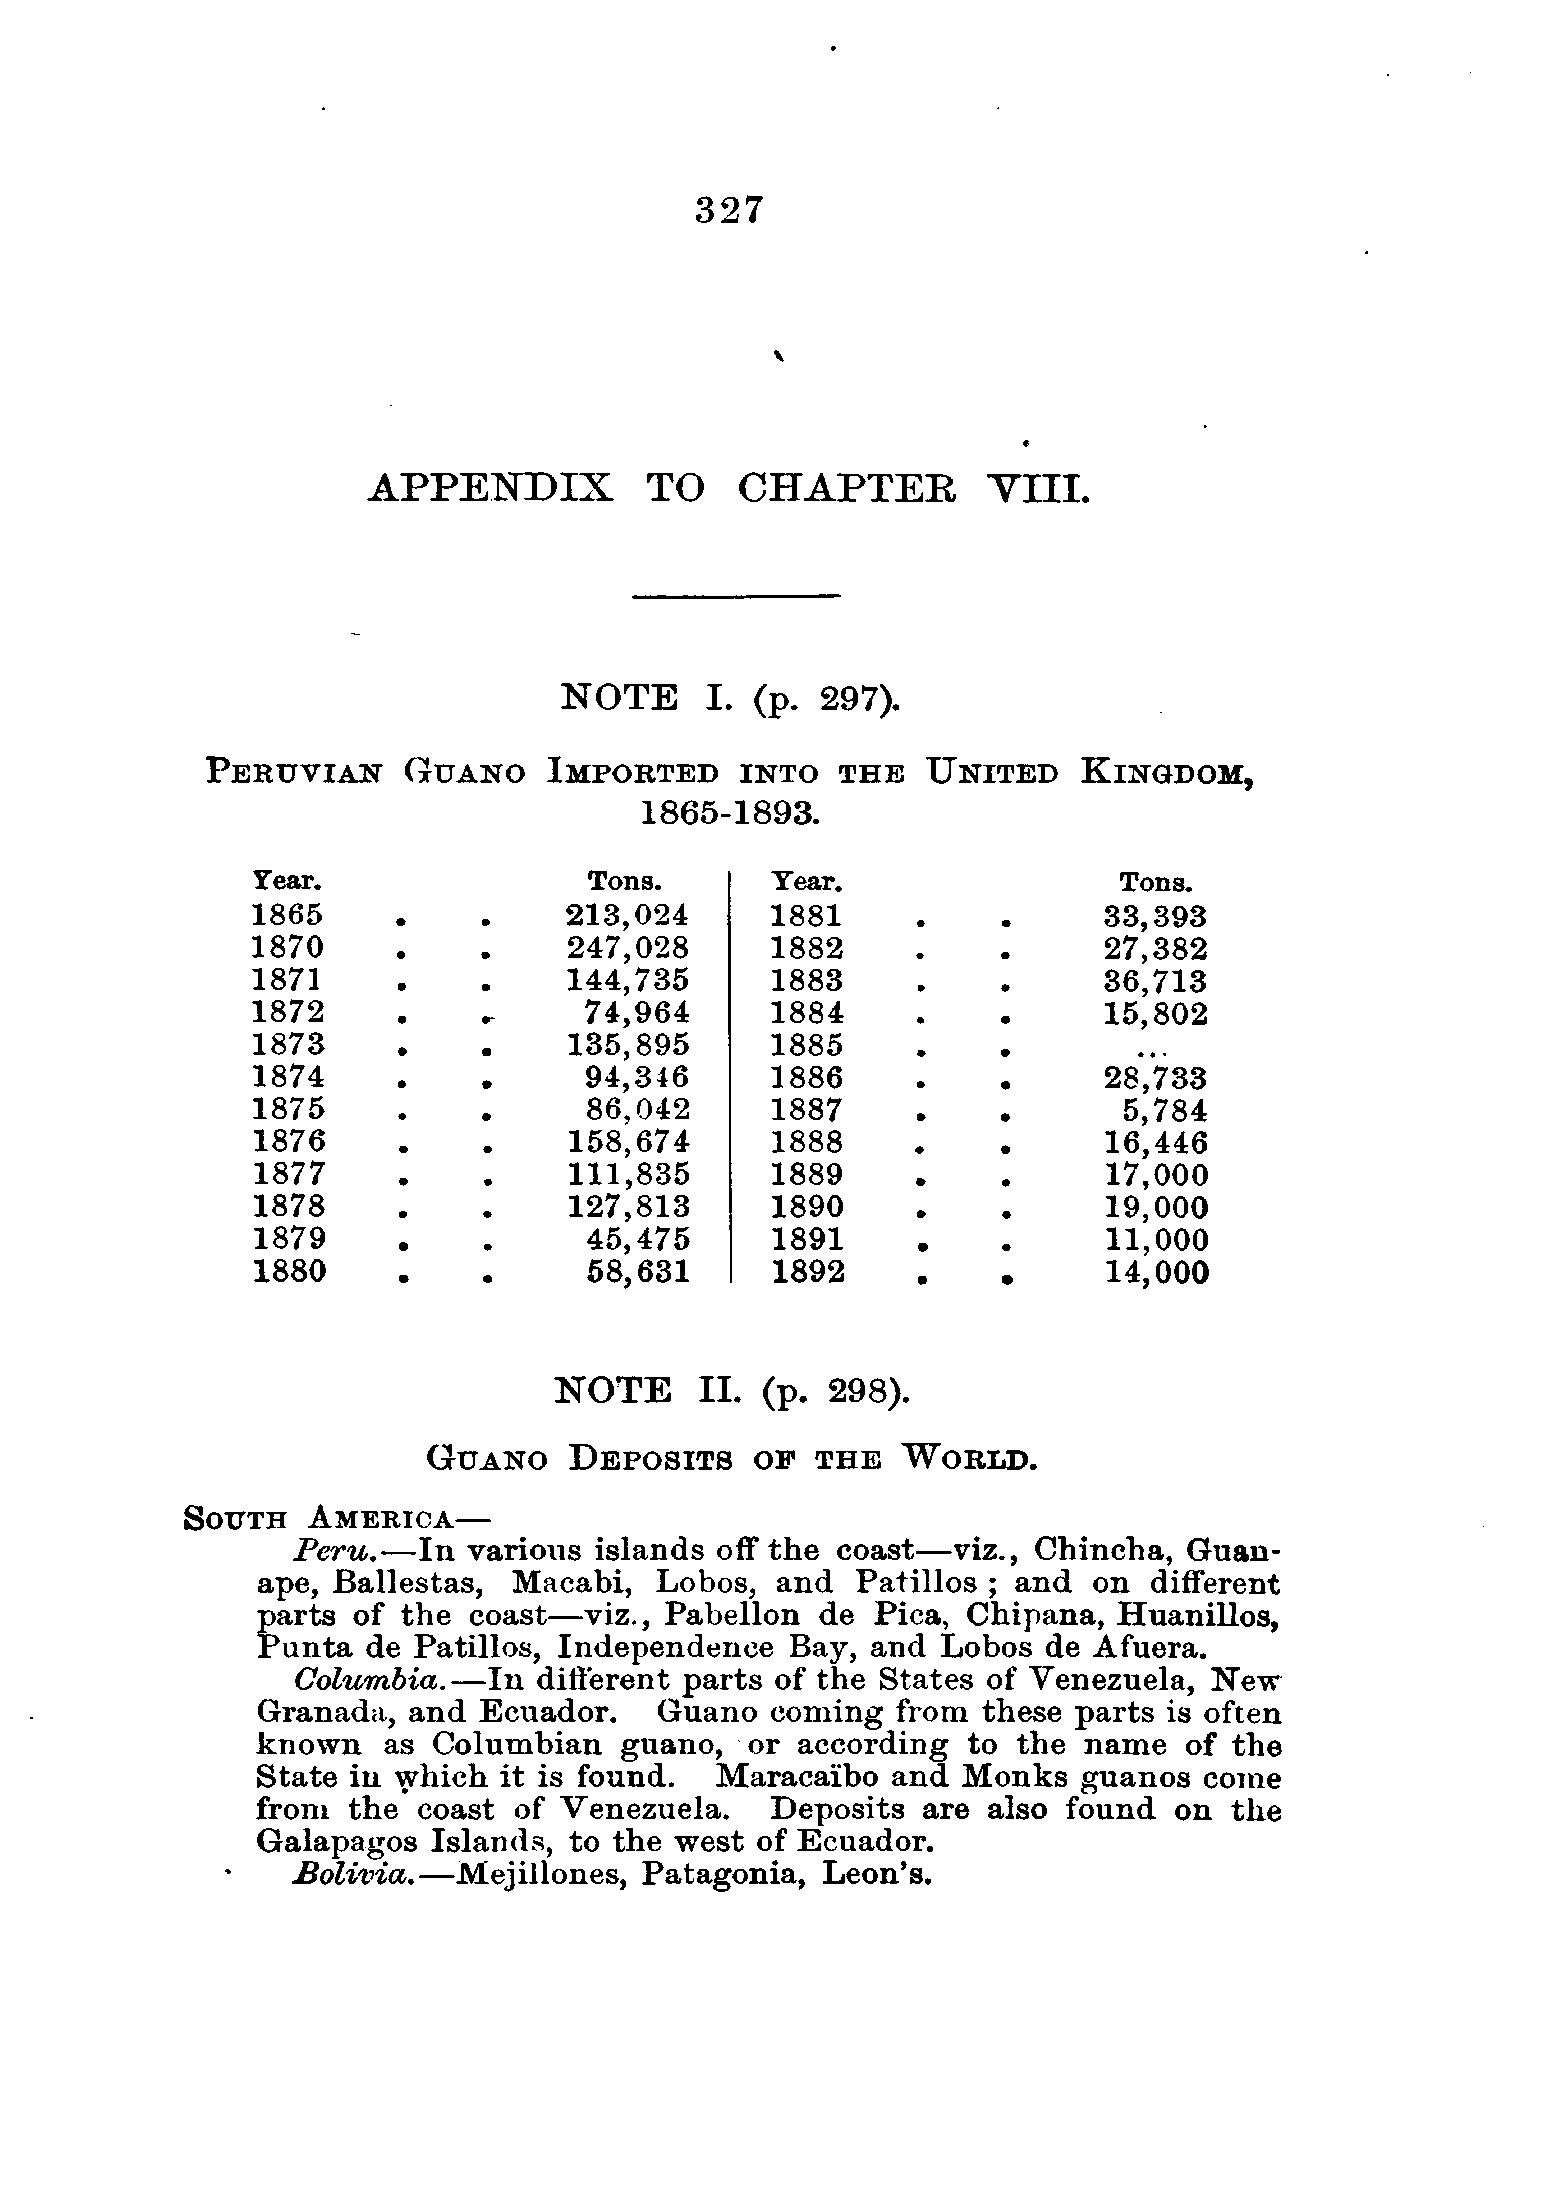 327
APPENDIX TO CHAPTER VIII.
NOTE I. (p. 297).
PERUVIAN GUANO IMPORTED INTO THE UNITED KINGDOM,
1865-1893.
Year. Tons. Year. Tons.
1865 . . 213,024 1881 . . 33,393
1870 . . 247,028 1882 . . 27,382
1871 . . 144,735 1883 . . 36,713
1872 . . 74,964 1884 . . 15,802
1873 . . 135,895 1885 . . ...
1874 . . 94,346 1886 . . 28,733
1875 . . 86,042 1887 . . 5,784
1876 . . 158,674 1888 . . 16,446
1877 . . 111,835 1889 . . 17,000
1878 . . 127,813 1890 . . 19,000
1879 . . 45,475 1891 . . 11,000
1880 . . 58,631 1892 . . 14,000
NOTE II. (p. 298).
GUANO DEPOSITS OF THE WORLD.
SOUTH AMERICA—
Peru.—In various islands off the coast—viz., Chincha, Guan-
ape, Ballestas, Macabi, Lobos, and Patillos; and on different
parts of the coast—viz., Pabellon de Pica, Chipana, Huanillos,
Punta de Patillos, Independence Bay, and Lobos de Afuera.
Columbia.—In different parts of the States of Venezuela, New
Granada, and Ecuador. Guano coming from these parts is often
known as Columbian guano, or according to the name of the
State in which it is found. Maracaïbo and Monks guanos come
from the coast of Venezuela. Deposits are also found on the
Galapagos Islands, to the west of Ecuador.
Bolivia.—Mejillones, Patagonia, Leon's.